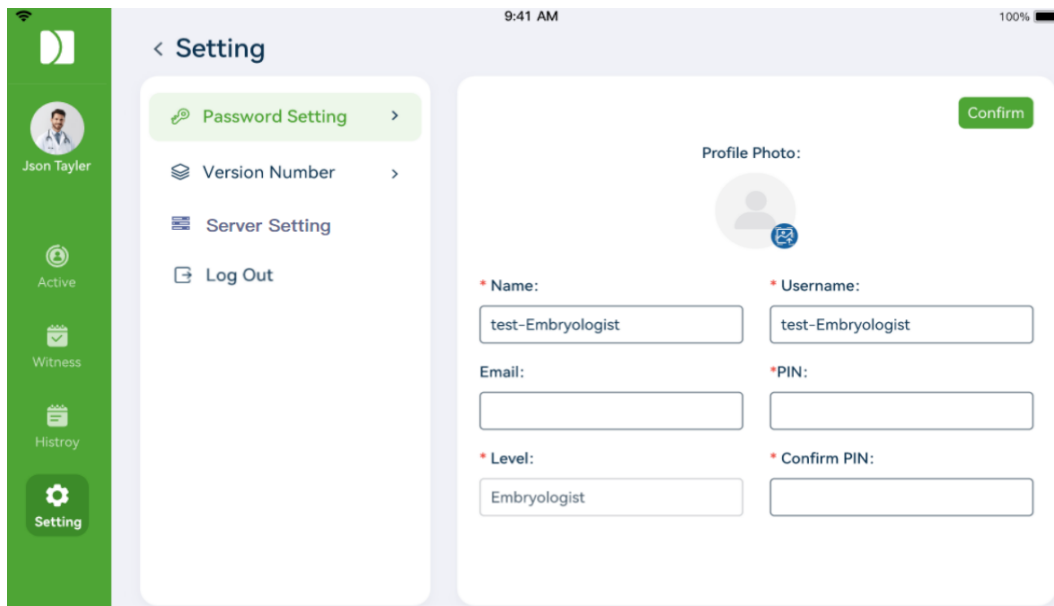 9:41 AM
100%
Setting
Json Tayler
Active
Witness
Histroy
Setting
Password Setting
Version Number
Server Setting
Log Out
Confirm
Profile Photo:
* Name:
* Username:
test-Embryologist
test-Embryologist
Email:
*PIN:
* Level:
* Confirm PIN:
Embryologist